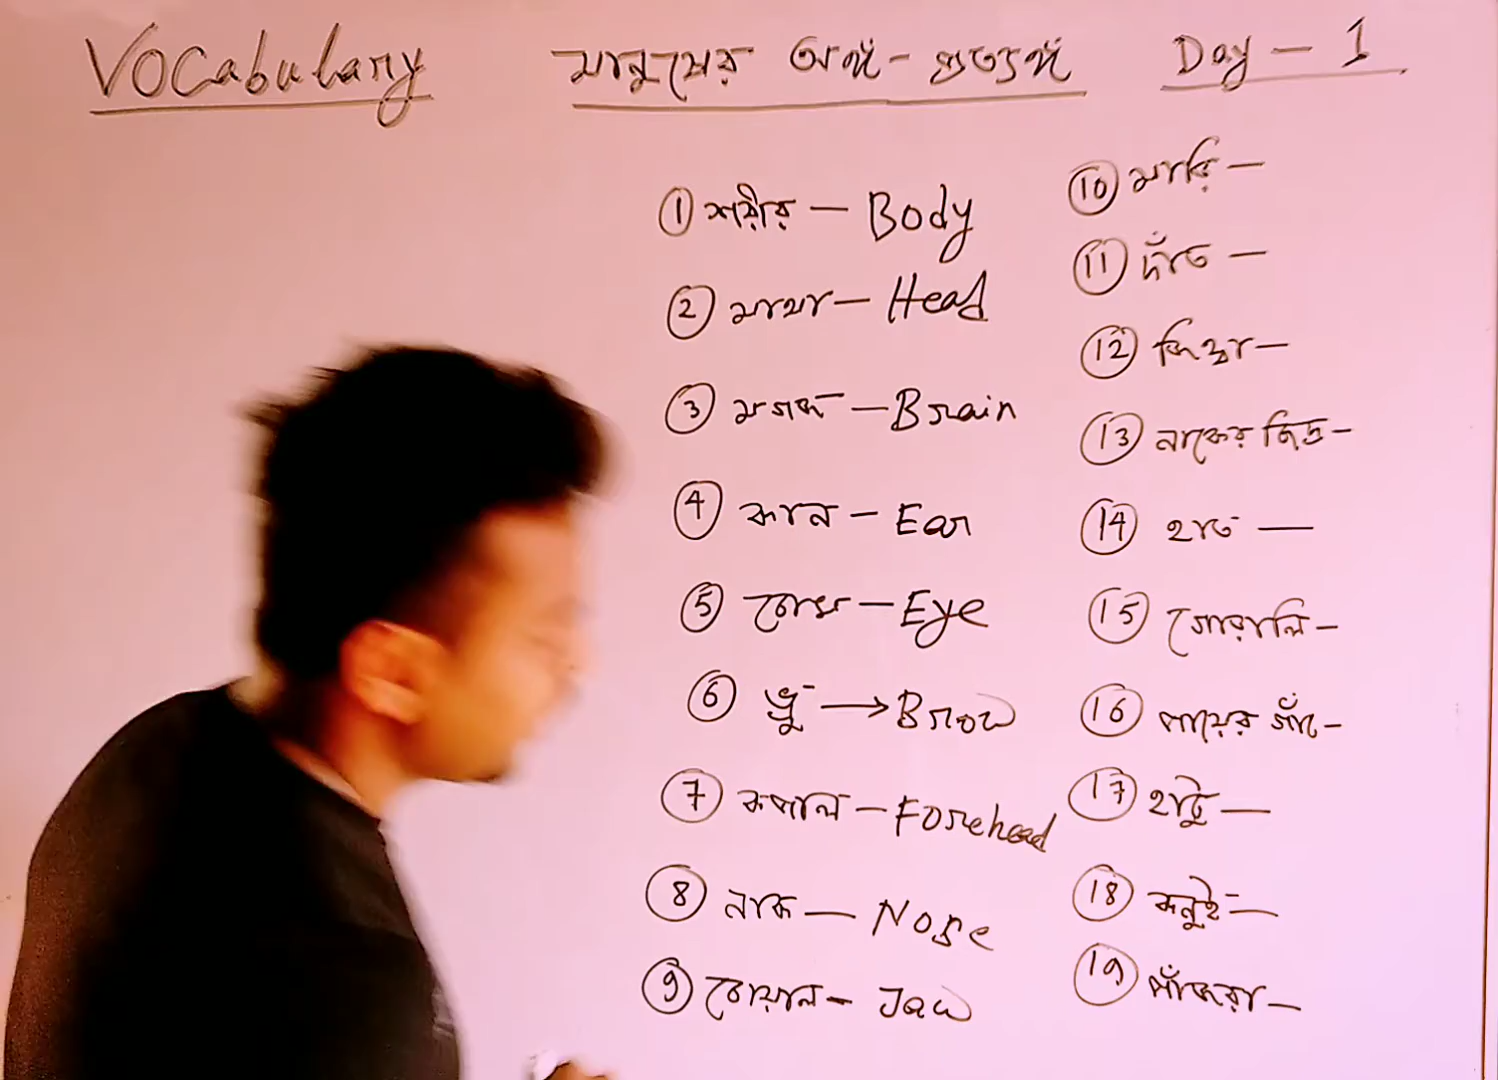 Vocabulary মানুষের অঙ্গ-প্রত্যঙ্গ Day - 1
① শরীর - Body
② মাথা - Head
③ মগজ - Brain
④ কান - Ear
⑤ চোখ - Eye
⑥ ভ্রু → Brow
⑦ কপাল - Forehead
⑧ নাক - Nose
⑨ চোয়াল - Jaw
⑩ মাড়ি -
⑪ দাঁত -
⑫ জিহ্বা -
⑬ নাকের ছিদ্র -
⑭ হাত -
⑮ গোরালি -
⑯ পায়ের গাঁট -
⑰ হাটু -
⑱ কনুই -
⑲ পাঁজরা -